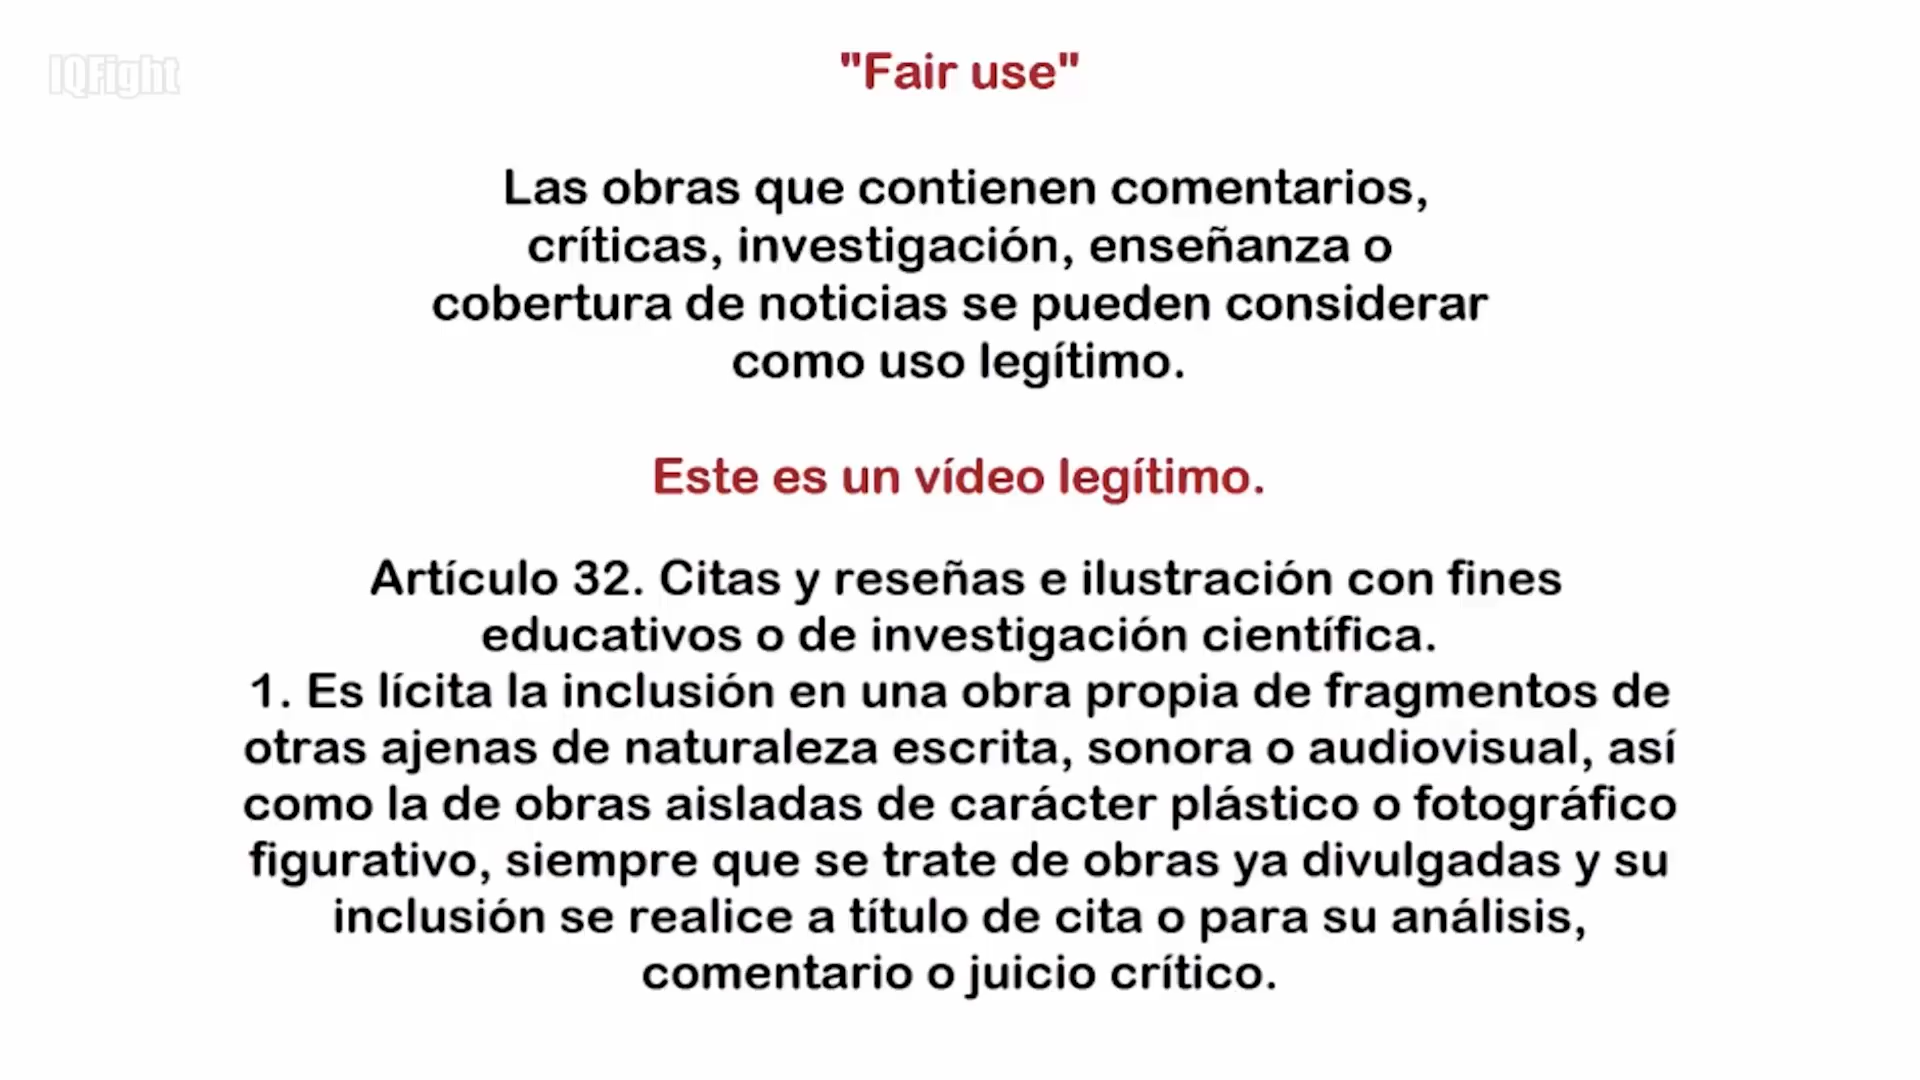 IQFight
"Fair use"
Las obras que contienen comentarios,
críticas, investigación, enseñanza o
cobertura de noticias se pueden considerar
como uso legítimo.
Este es un vídeo legítimo.
Artículo 32. Citas y reseñas e ilustración con fines
educativos o de investigación científica.
1. Es lícita la inclusión en una obra propia de fragmentos de
otras ajenas de naturaleza escrita, sonora o audiovisual, así
como la de obras aisladas de carácter plástico o fotográfico
figurativo, siempre que se trate de obras ya divulgadas y su
inclusión se realice a título de cita o para su análisis,
comentario o juicio crítico.